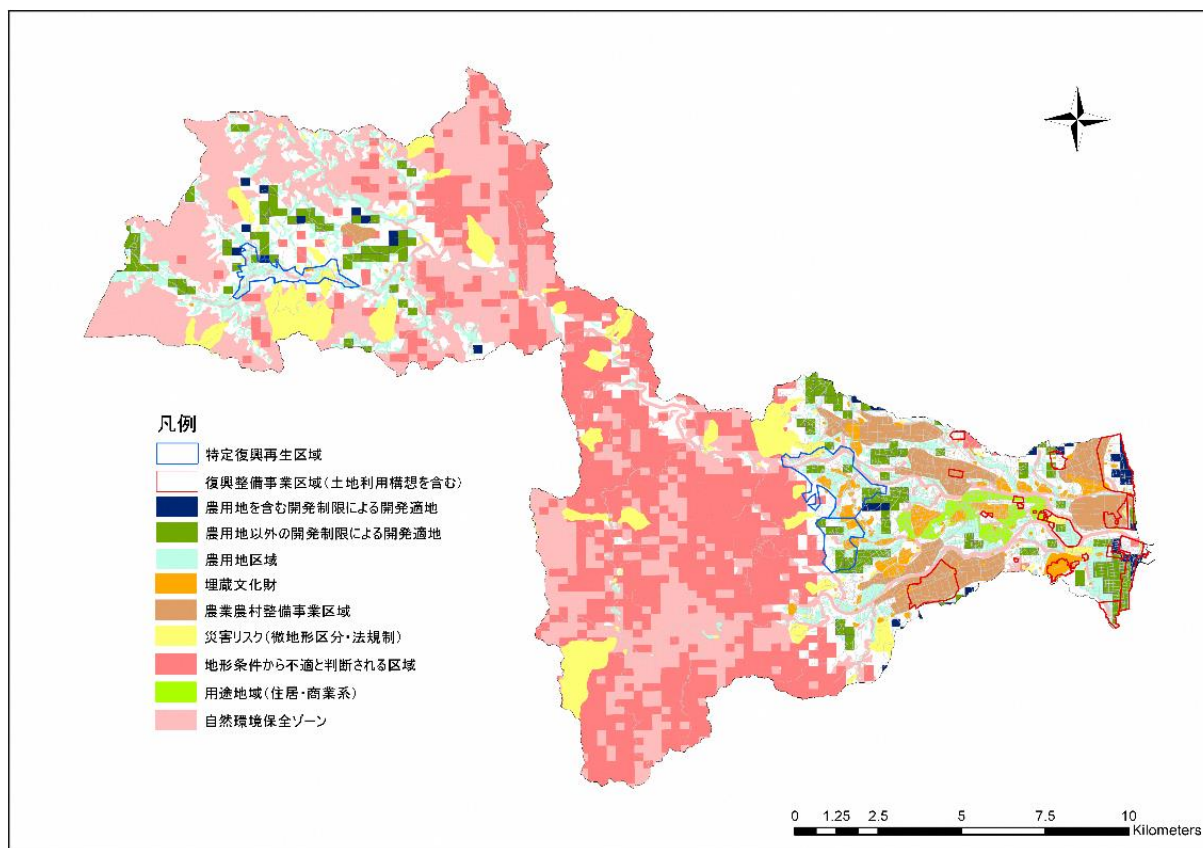 凡例
特定復興再生区域
復興整備事業区域(土地利用構想を含む)
農用地を含む開発制限による開発適地
農用地以外の開発制限による開発適地
農用地区域
埋蔵文化財
農業農村整備事業区域
災害リスク(微地形区分・法規制)
地形条件から不適と判断される区域
用途地域(住居・商業系)
自然環境保全ゾーン
0 1.25 2.5 5 7.5 10
Kilometers